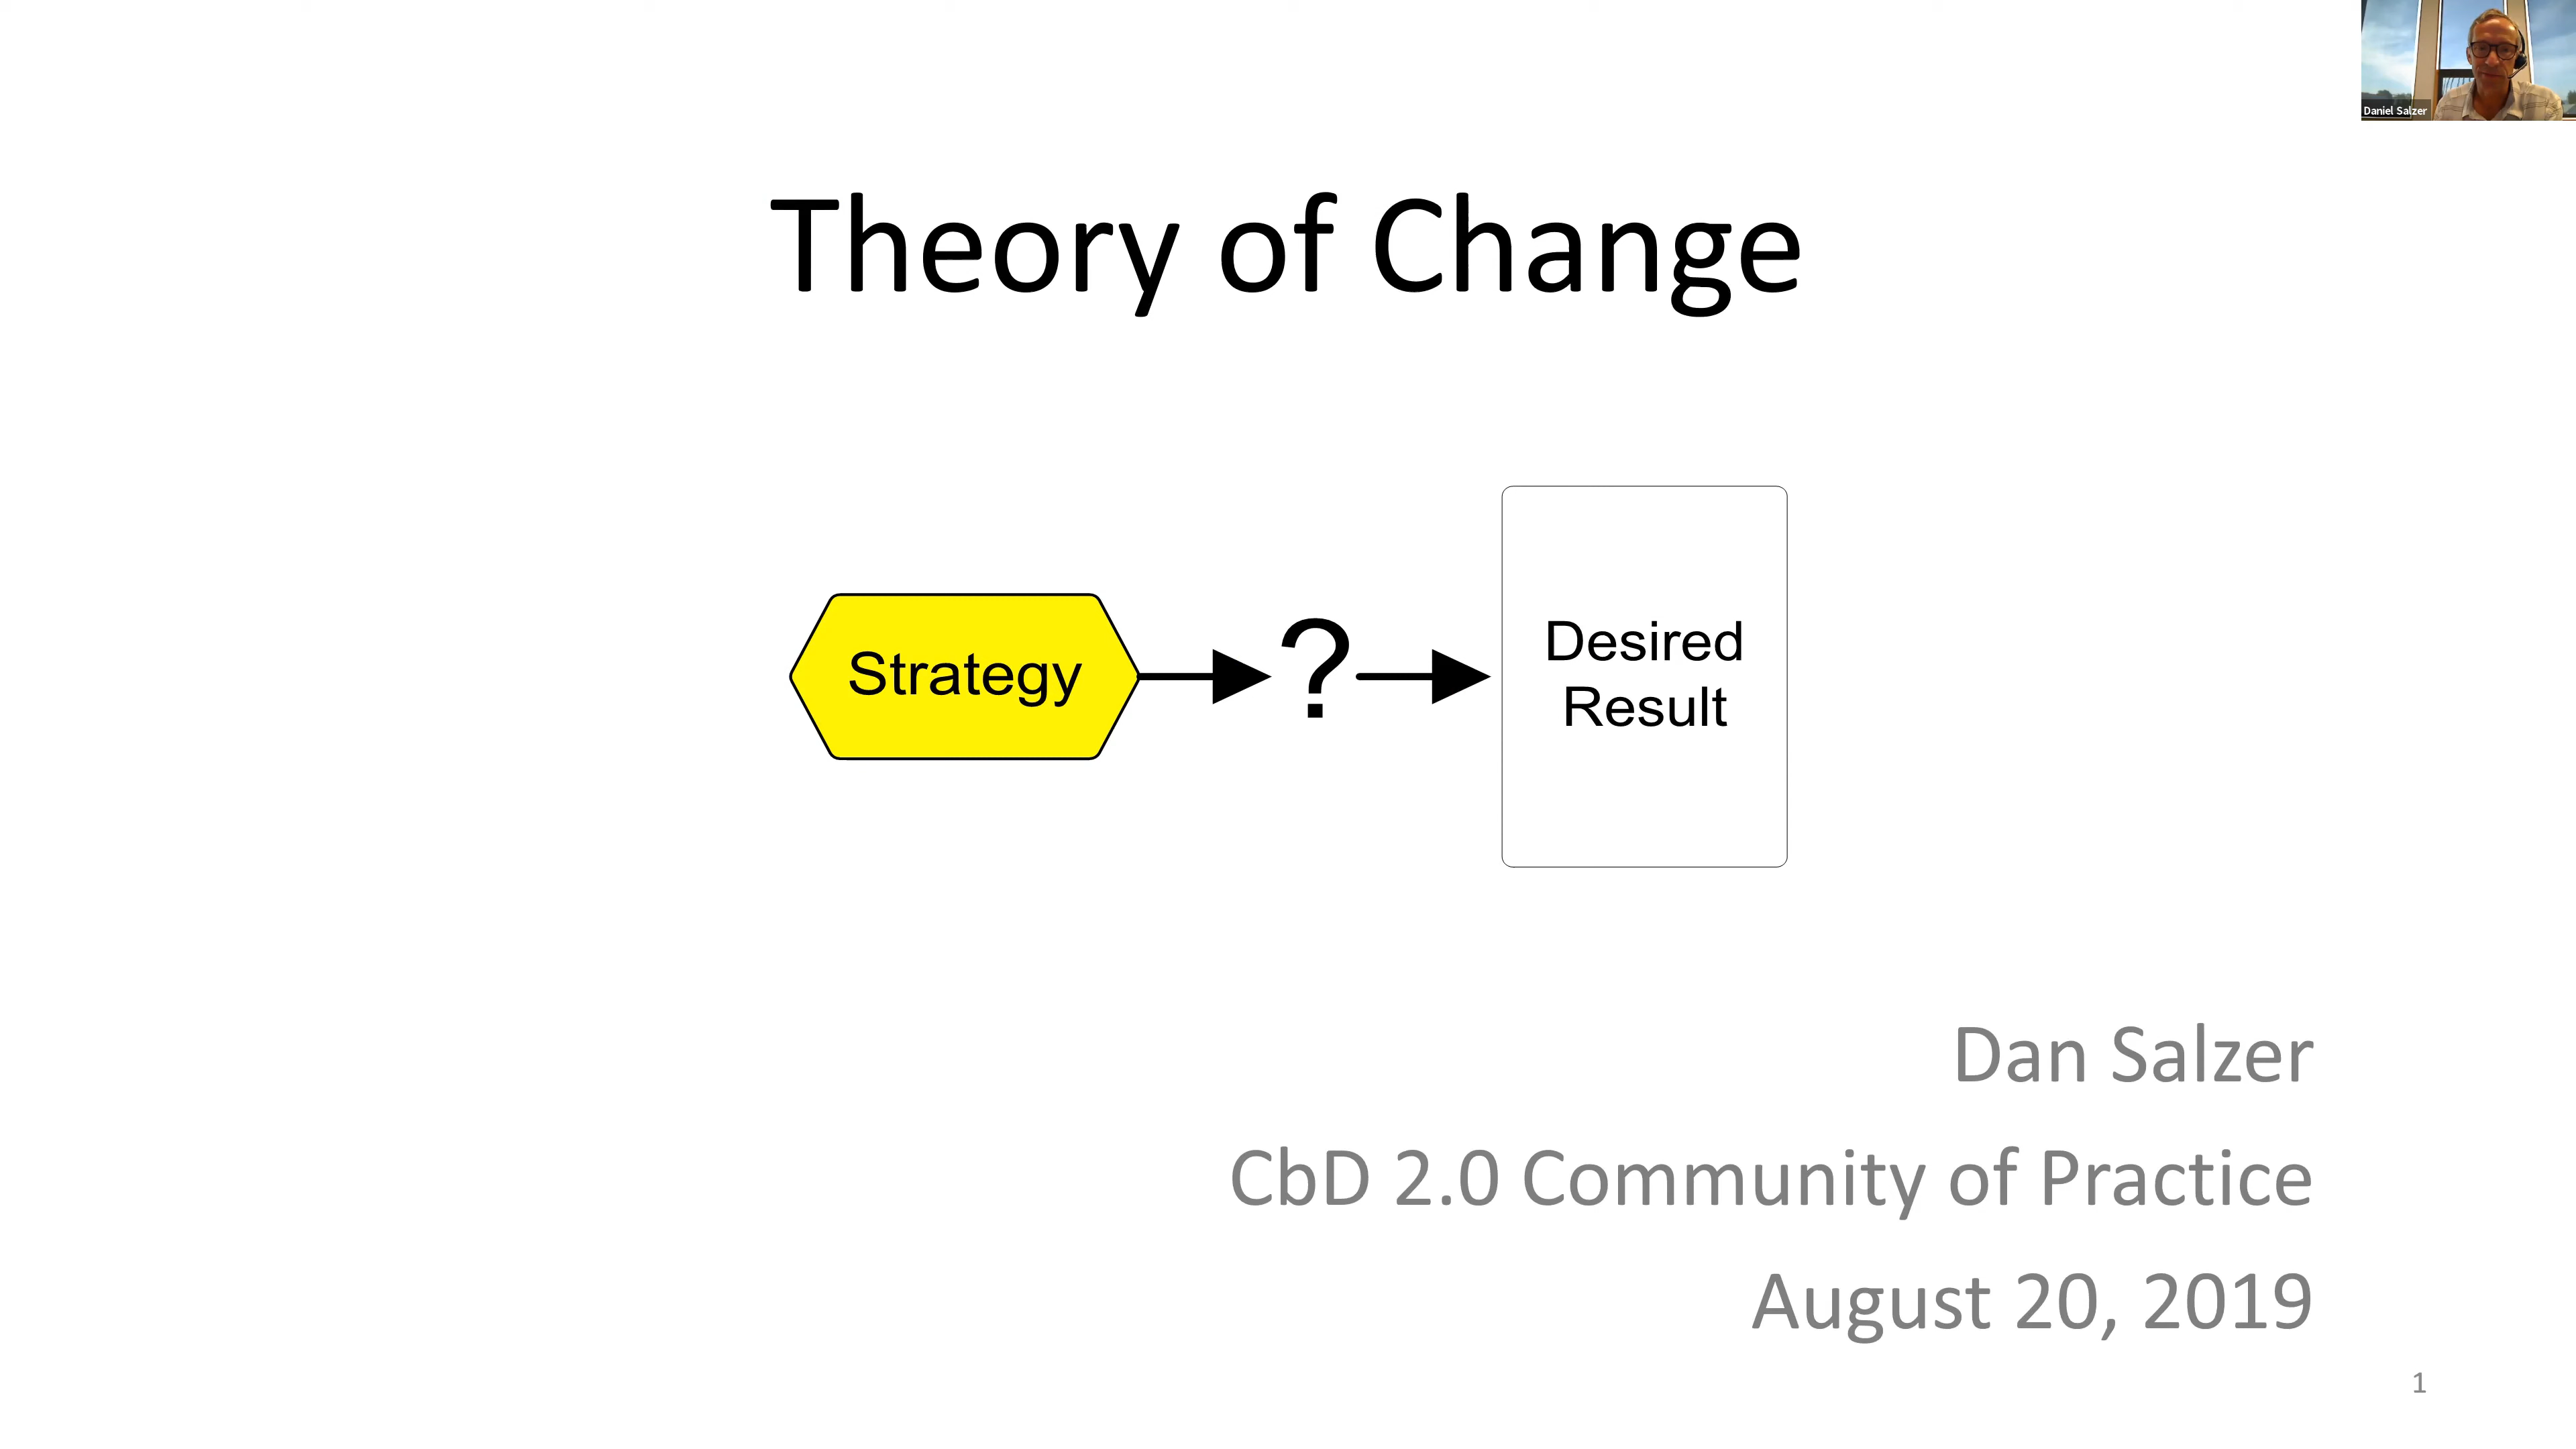 Daniel Salzer
Theory of Change
Strategy
?
Desired
Result
Dan Salzer
CbD 2.0 Community of Practice
August 20, 2019
1